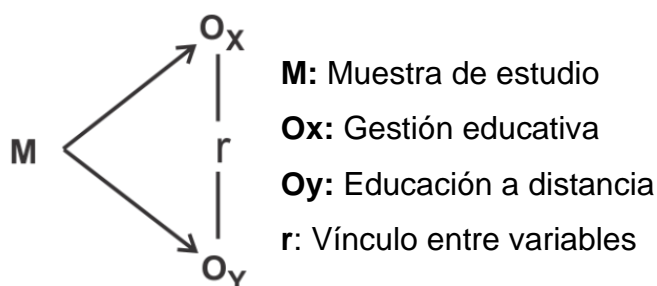 OX
M: Muestra de estudio
Ox: Gestión educativa
M
r
Oy: Educación a distancia
r: Vínculo entre variables
OY